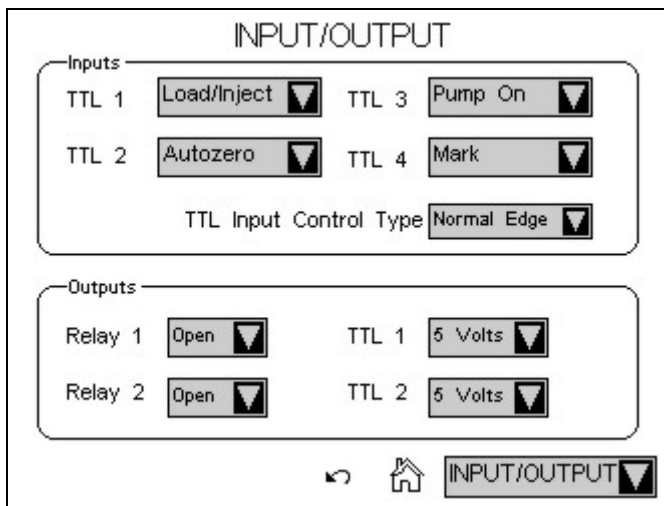 INPUT/OUTPUT
Inputs
TTL 1 Load/Inject TTL 3 Pump On
TTL 2 Autozero TTL 4 Mark
TTL Input Control Type Normal Edge
Outputs
Relay 1 Open TTL 1 5 Volts
Relay 2 Open TTL 2 5 Volts
INPUT/OUTPUT